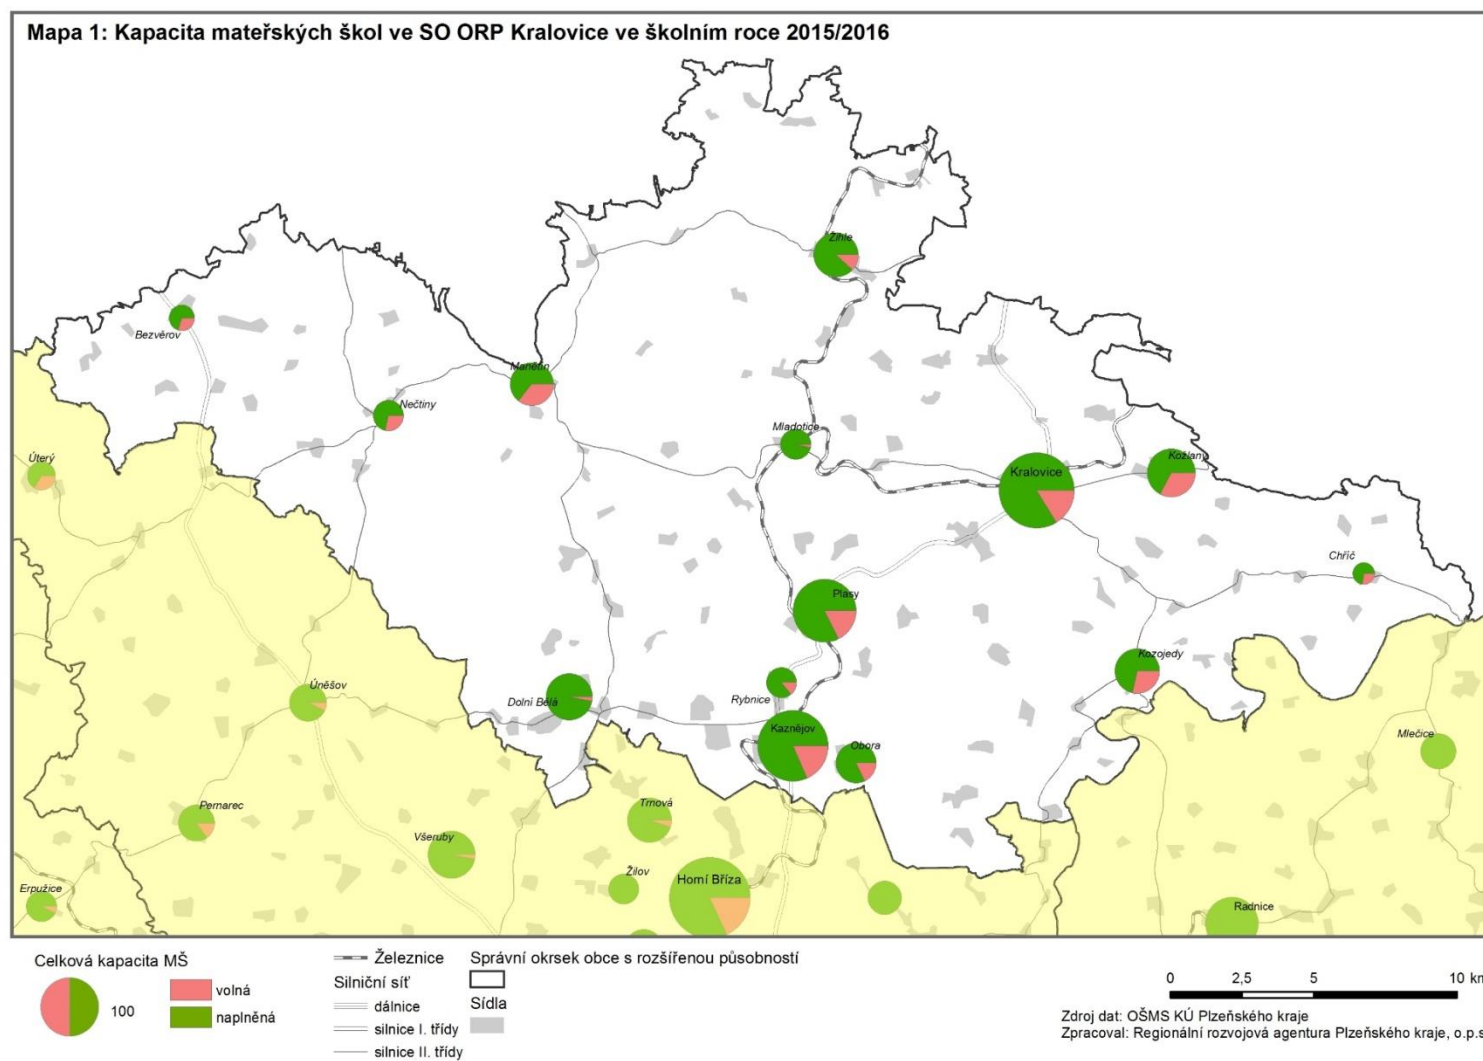 Mapa 1: Kapacita mateřských škol ve SO ORP Kralovice ve školním roce 2015/2016
Žihle
Bezvěrov
Manětín
Nečtiny
Mladotice
Úterý
Kralovice
Kožlany
Chříč
Plasy
Kozojedy
Úněšov
Dolní Bělá
Rybnice
Kaznějov
Obora
Mlečice
Pernarec
Všeruby
Trnová
Žilov
Horní Bříza
Erpužice
Radnice
Celková kapacita MŠ
100
volná
naplněná
Železnice
Silniční síť
dálnice
silnice I. třídy
silnice II. třídy
Správní okrsek obce s rozšířenou působností
Sídla
0 2,5 5 10 km
Zdroj dat: OŠMS KÚ Plzeňského kraje
Zpracoval: Regionální rozvojová agentura Plzeňského kraje, o.p.s